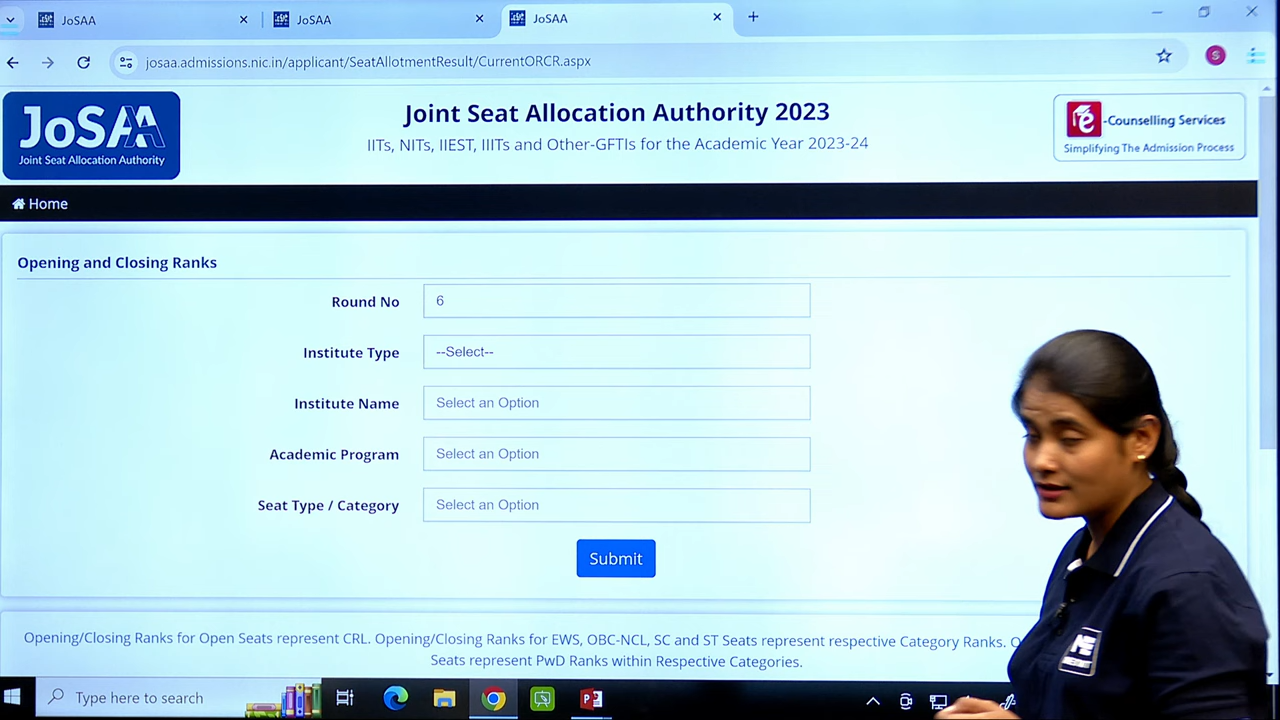 JoSAA
JoSAA
JoSAA
josaa.admissions.nic.in/applicant/SeatAllotmentResult/CurrentORCR.aspx
S
JoSAA
Joint Seat Allocation Authority
Joint Seat Allocation Authority 2023
IITs, NITs, IIEST, IIITs and Other-GFTIs for the Academic Year 2023-24
e-Counselling Services
Simplifying The Admission Process
Home
Opening and Closing Ranks
Round No 6
Institute Type --Select--
Institute Name Select an Option
Academic Program Select an Option
Seat Type / Category Select an Option
Submit
Opening/Closing Ranks for Open Seats represent CRL. Opening/Closing Ranks for EWS, OBC-NCL, SC and ST Seats represent respective Category Ranks.
Seats represent PwD Ranks within Respective Categories.
Type here to search